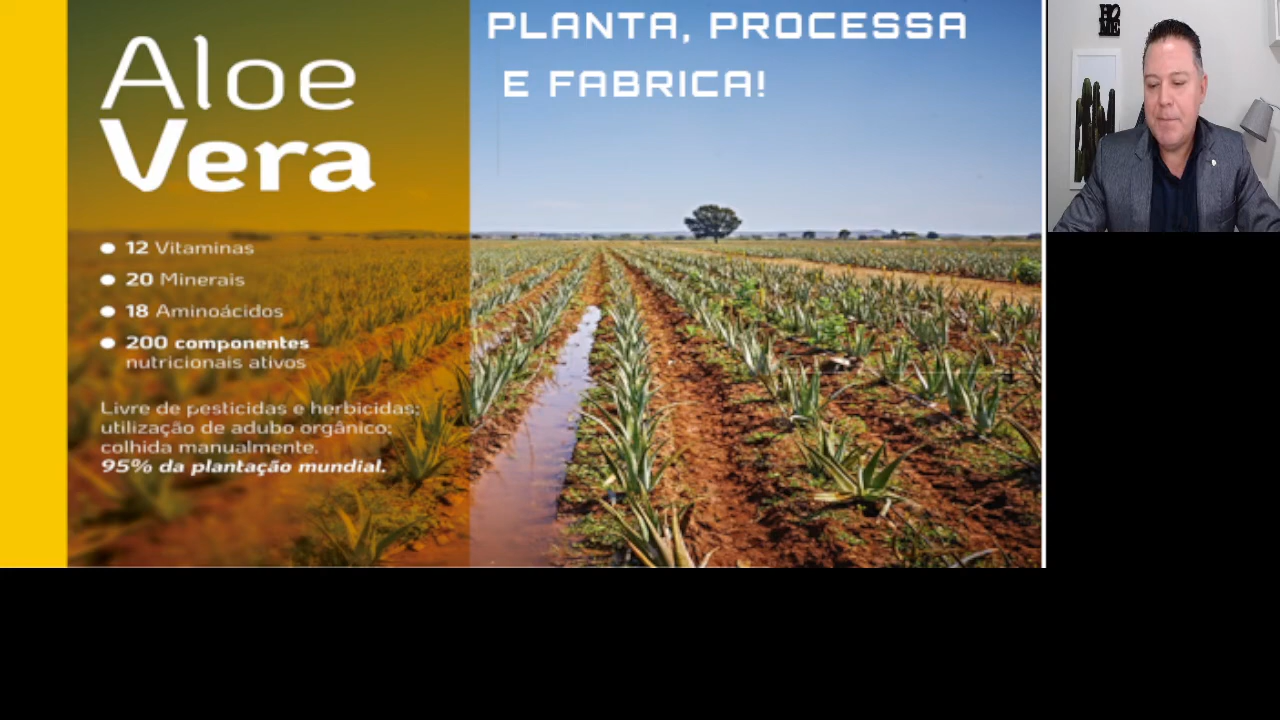 Aloe
Vera
12 Vitaminas
20 Minerais
18 Aminoácidos
200 componentes
nutricionais ativos
Livre de pesticidas e herbicidas;
utilização de adubo orgânico;
colhida manualmente.
95% da plantação mundial.
PLANTA, PROCESSA
E FABRICA!
HOME